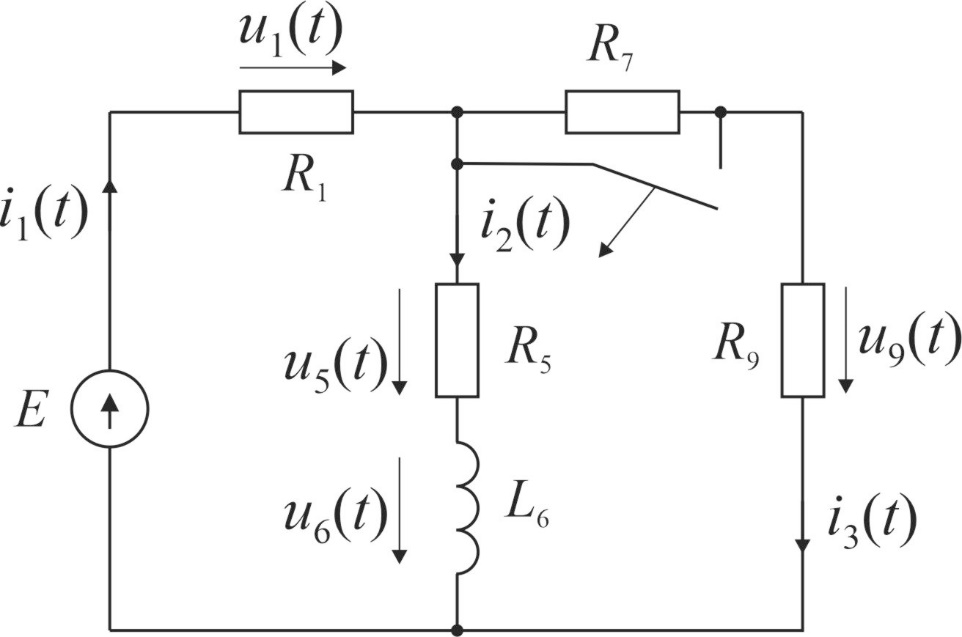 u₁(t)
R₇
R₁
i₁(t)
i₂(t)
E
u₅(t)
R₅
R₉
u₉(t)
u₆(t)
L₆
i₃(t)